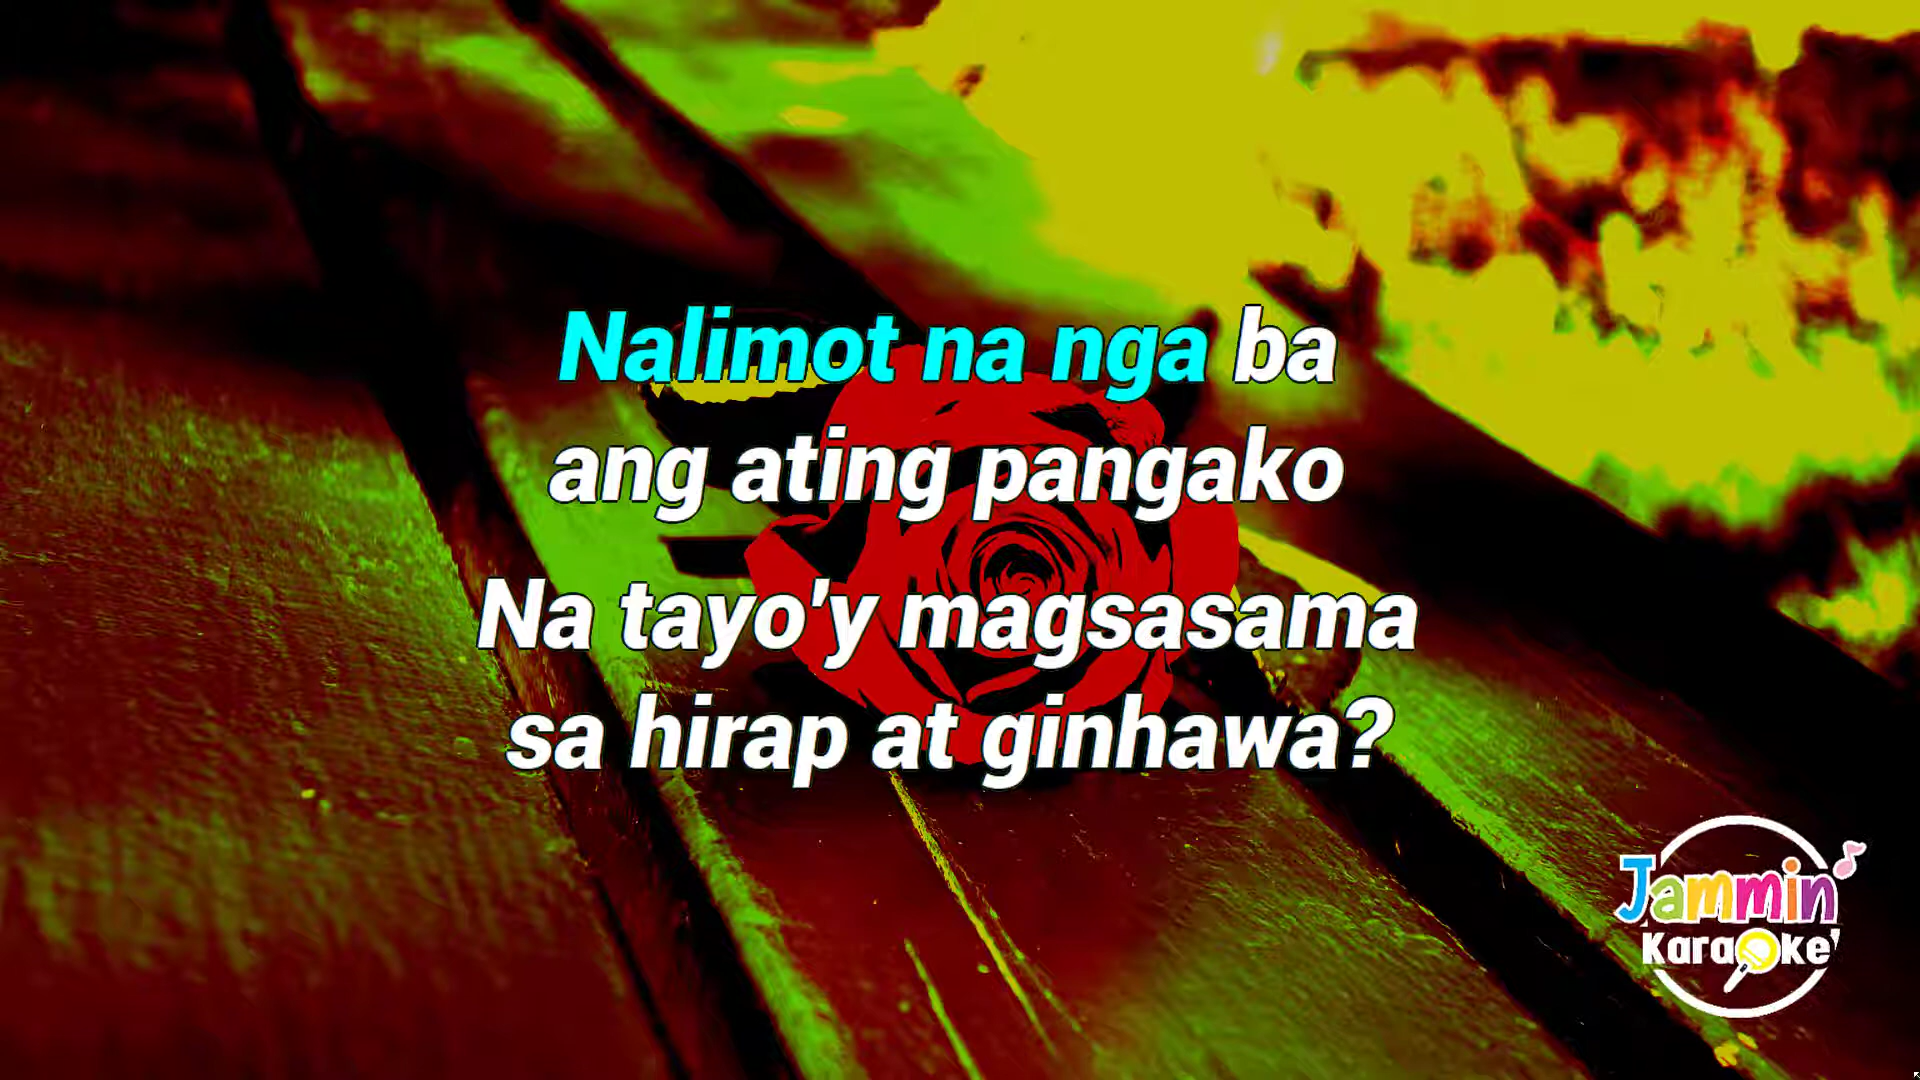 Nalimot na nga ba
ang ating pangako
Na tayo'y magsasama
sa hirap at ginhawa?
Jammin'
Karaoke